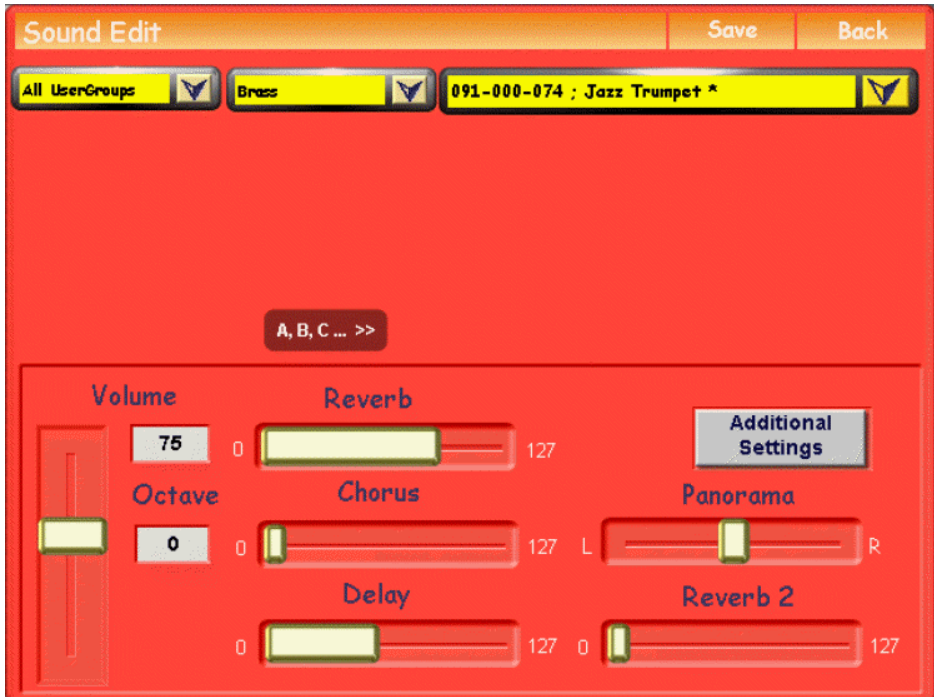 Sound Edit
Save
Back
All UserGroups
Brass
091-000-074 ; Jazz Trumpet *
A, B, C ... >>
Volume
Reverb
75
0
127
Additional
Settings
Octave
Chorus
Panorama
0
0
127
L
R
Delay
Reverb 2
0
127
0
127